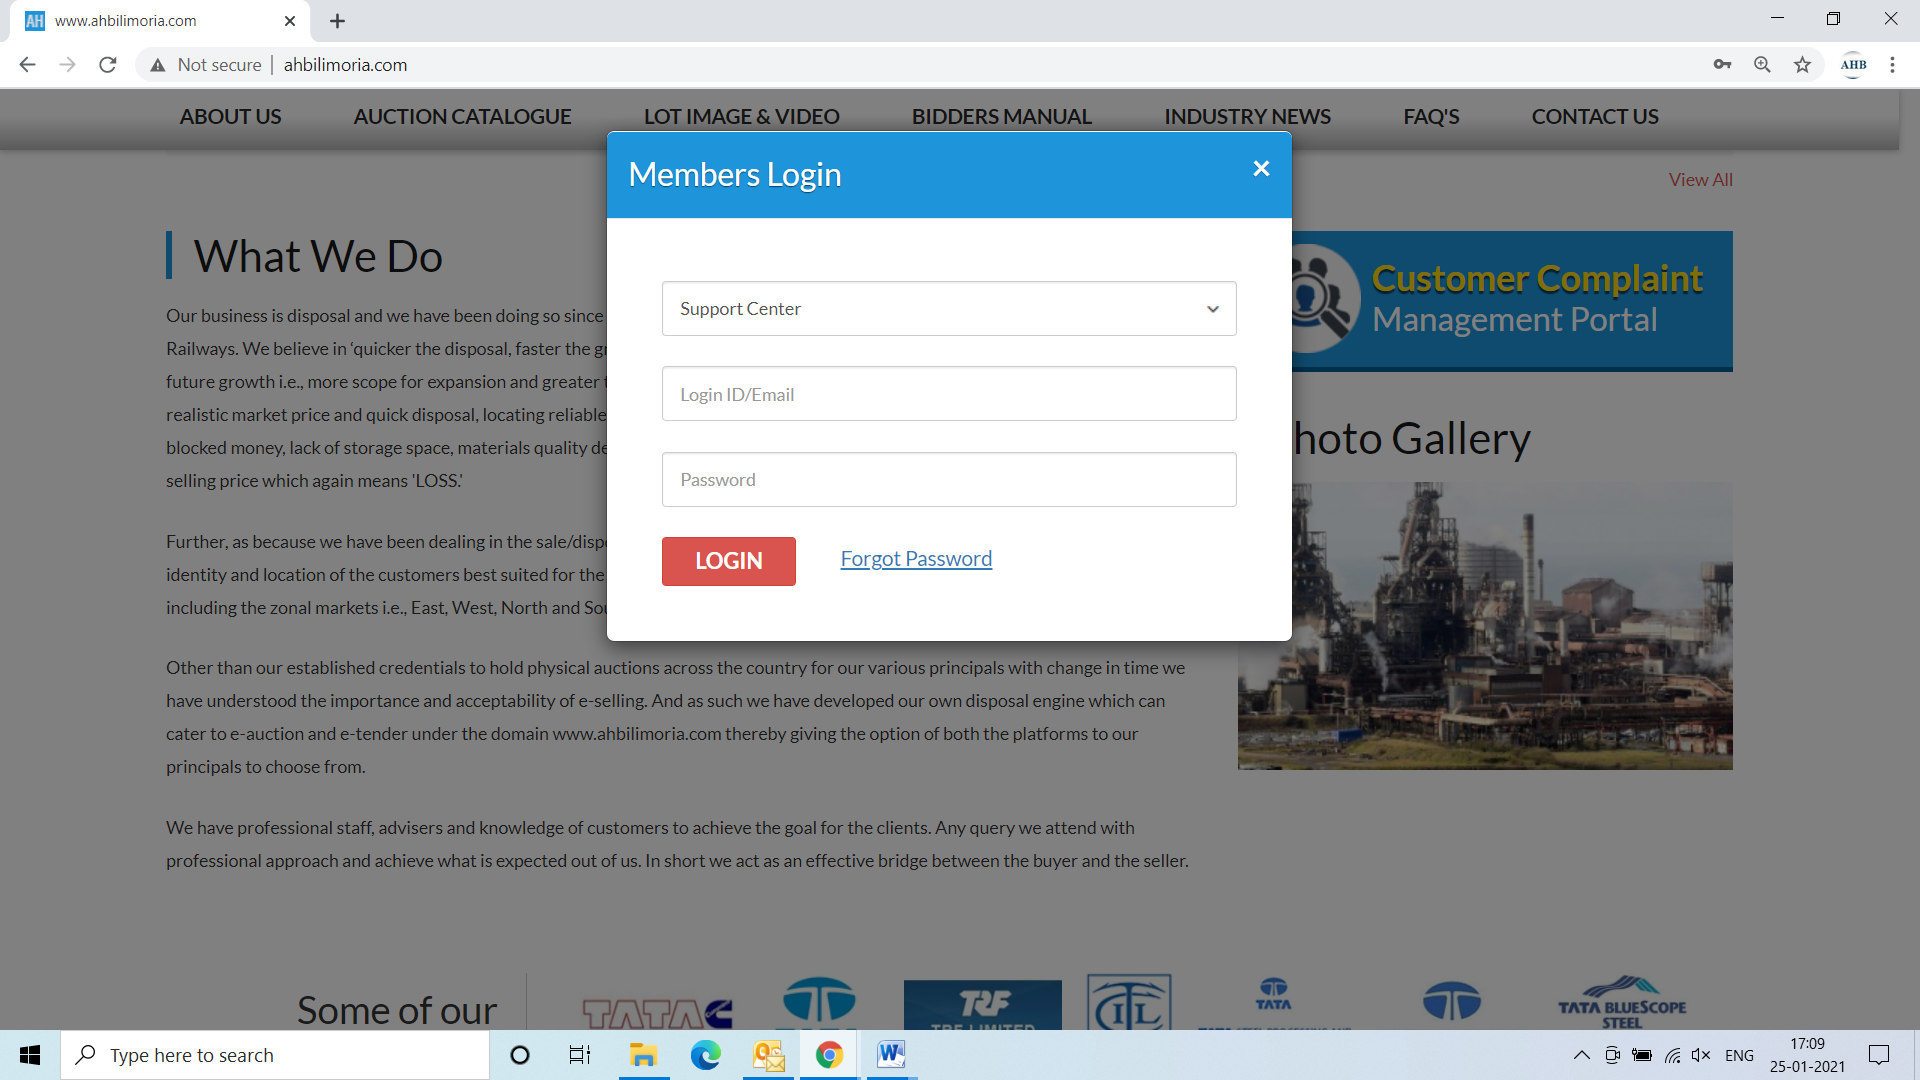 www.ahbilimoria.com
Not secure
ahbilimoria.com
AHB
ABOUT US
AUCTION CATALOGUE
LOT IMAGE & VIDEO
BIDDERS MANUAL
INDUSTRY NEWS
FAQ'S
CONTACT US
Members Login
View All
Support Center
Login ID/Email
Password
LOGIN
Forgot Password
What We Do
Our business is disposal and we have been doing so since
Railways. We believe in 'quicker the disposal, faster the
future growth i.e., more scope for expansion and greater
realistic market price and quick disposal, locating reliable
blocked money, lack of storage space, materials quality
selling price which again means 'LOSS.'
Further, as because we have been dealing in the
identity and location of the customers best suited for the
including the zonal markets i.e., East, West, North and
Other than our established credentials to hold physical auctions across the country for our various principals with change in time we
have understood the importance and acceptability of e-selling. And as such we have developed our own disposal engine which can
cater to e-auction and e-tender under the domain www.ahbilimoria.com thereby giving the option of both the platforms to our
principals to choose from.
We have professional staff, advisers and knowledge of customers to achieve the goal for the clients. Any query we attend with
professional approach and achieve what is expected out of us. In short we act as an effective bridge between the buyer and the seller.
Customer Complaint
Management Portal
hoto Gallery
Some of our
TATA
TRF
TRF LIMITED
TATA
TATA BLUESCOPE
STEEL
Type here to search
ENG
17:09
25-01-2021